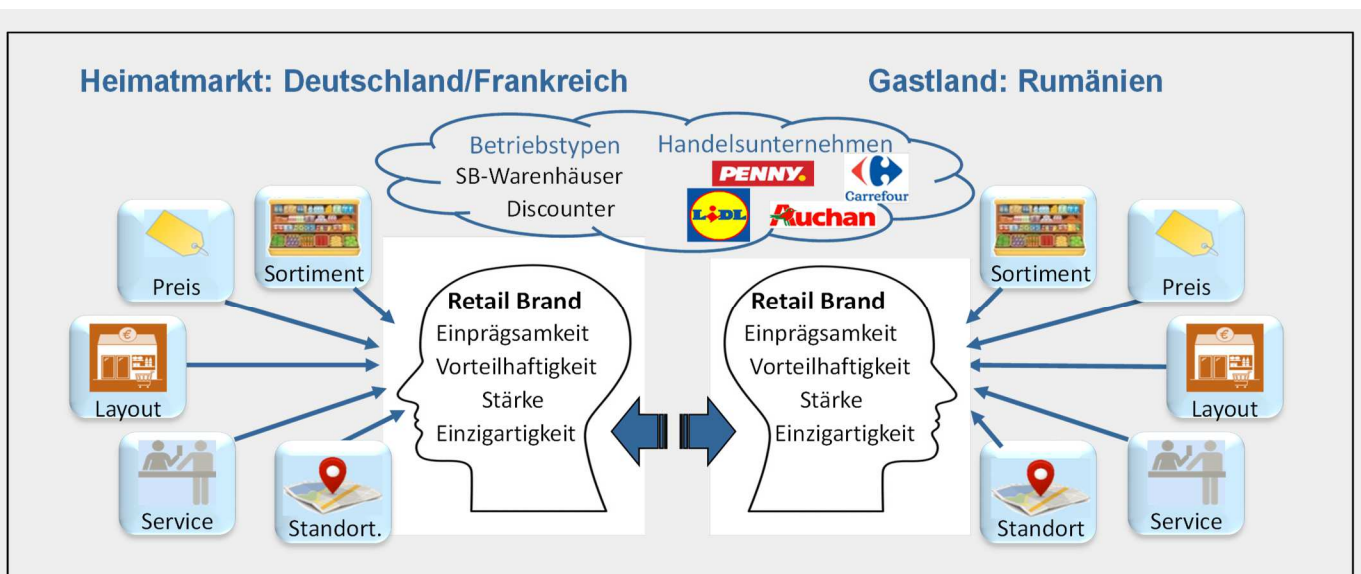 Heimatmarkt: Deutschland/Frankreich
Gastland: Rumänien
Betriebstypen
SB-Warenhäuser
Discounter
Handelsunternehmen
PENNY.
Carrefour
LiDL
Auchan
Preis
Sortiment
Layout
Service
Standort.
Retail Brand
Einprägsamkeit
Vorteilhaftigkeit
Stärke
Einzigartigkeit
Retail Brand
Einprägsamkeit
Vorteilhaftigkeit
Stärke
Einzigartigkeit
Sortiment
Preis
€
Layout
€
Layout
Standort
Service